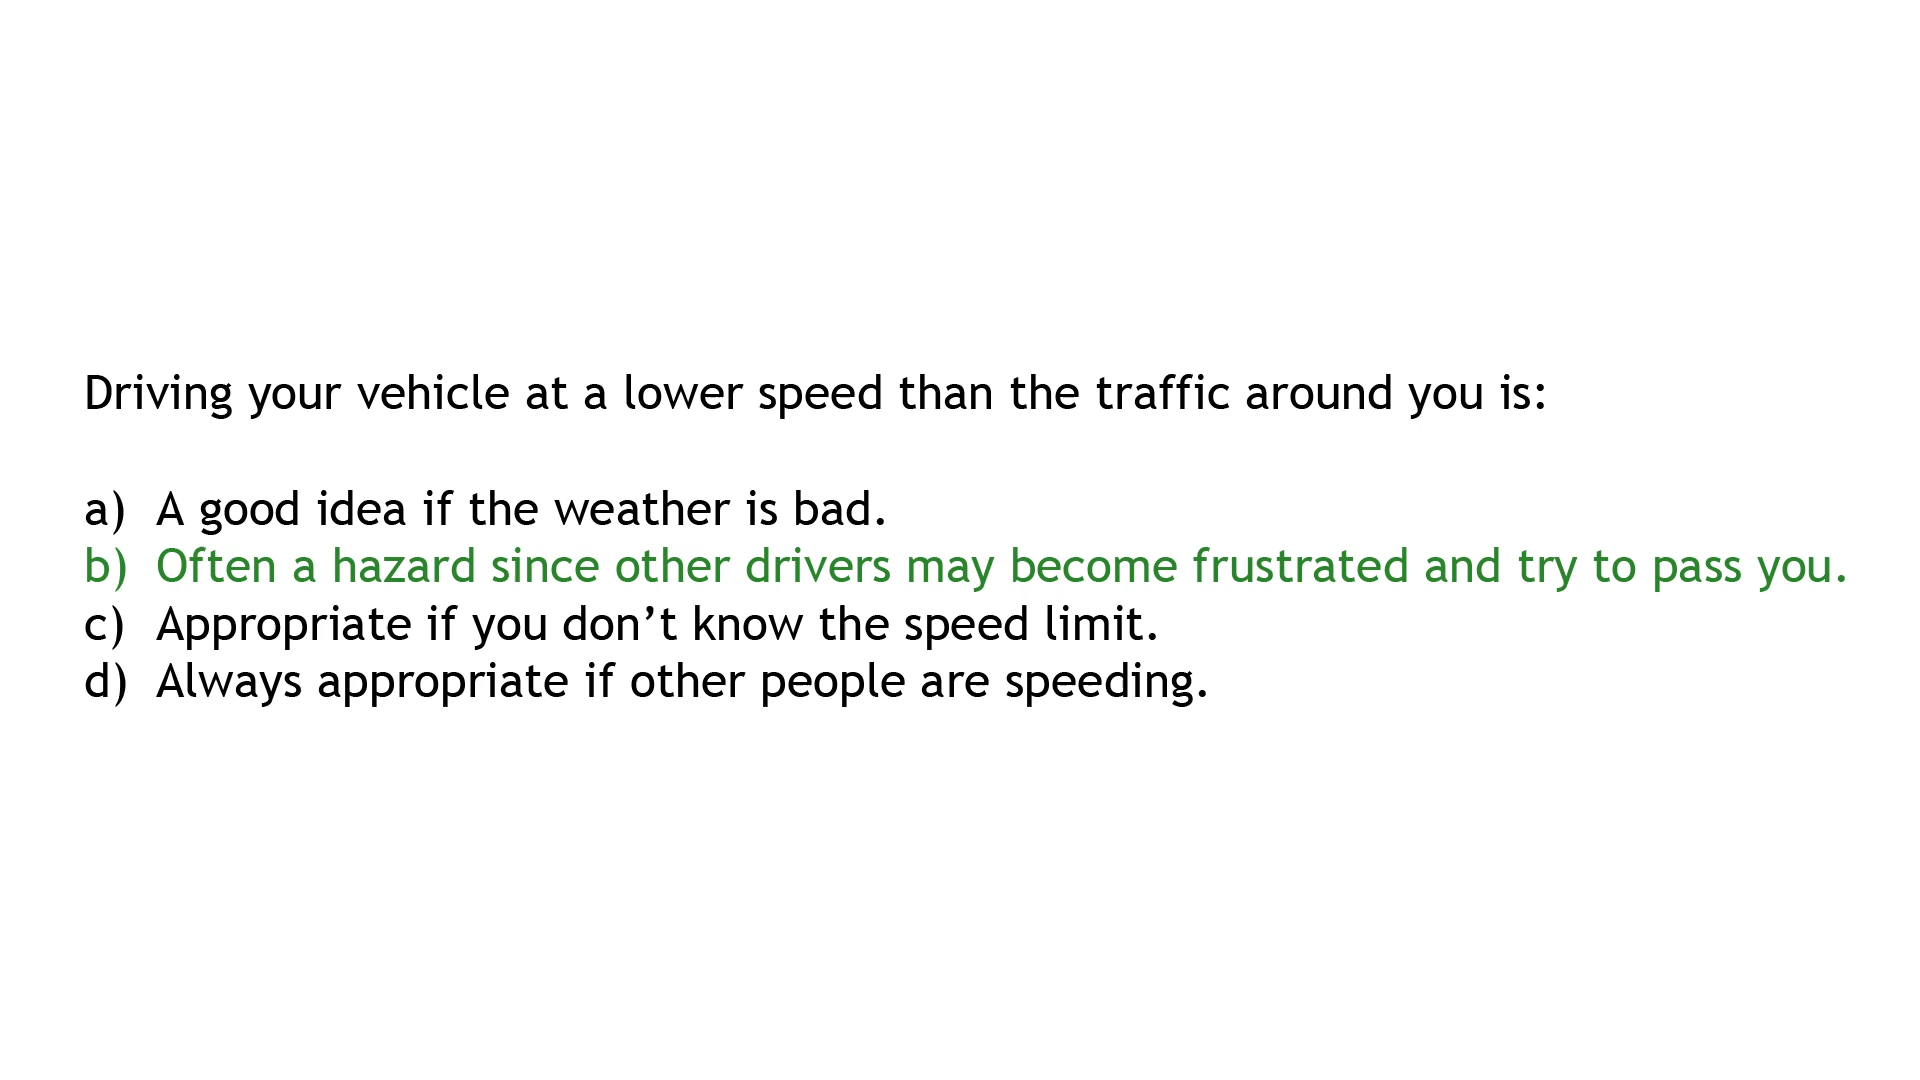 Driving your vehicle at a lower speed than the traffic around you is:
a) A good idea if the weather is bad.
b) Often a hazard since other drivers may become frustrated and try to pass you.
c) Appropriate if you don’t know the speed limit.
d) Always appropriate if other people are speeding.